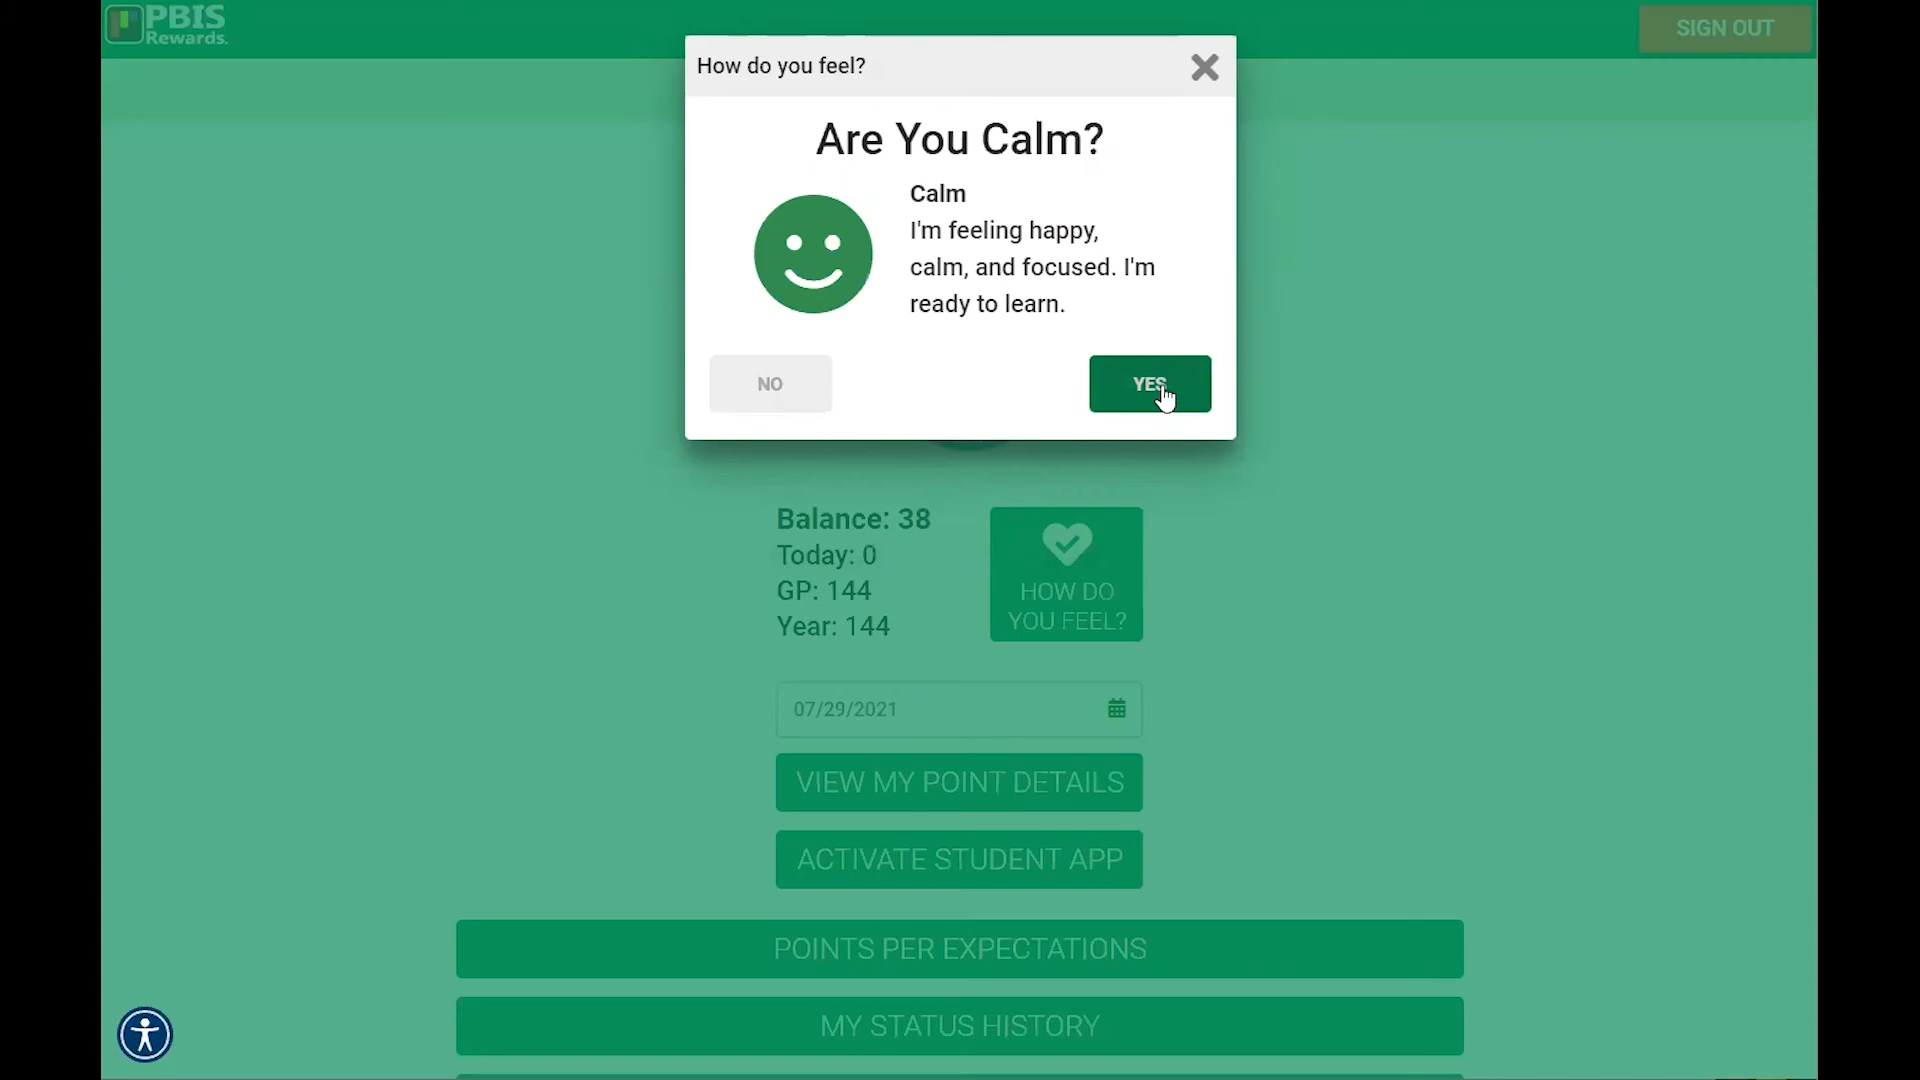 PBIS
Rewards.
SIGN OUT
How do you feel?
Are You Calm?
Calm
I'm feeling happy,
calm, and focused. I'm
ready to learn.
NO
YES
Balance: 38
Today: 0
GP: 144
Year: 144
HOW DO
YOU FEEL?
07/29/2021
VIEW MY POINT DETAILS
ACTIVATE STUDENT APP
POINTS PER EXPECTATIONS
MY STATUS HISTORY